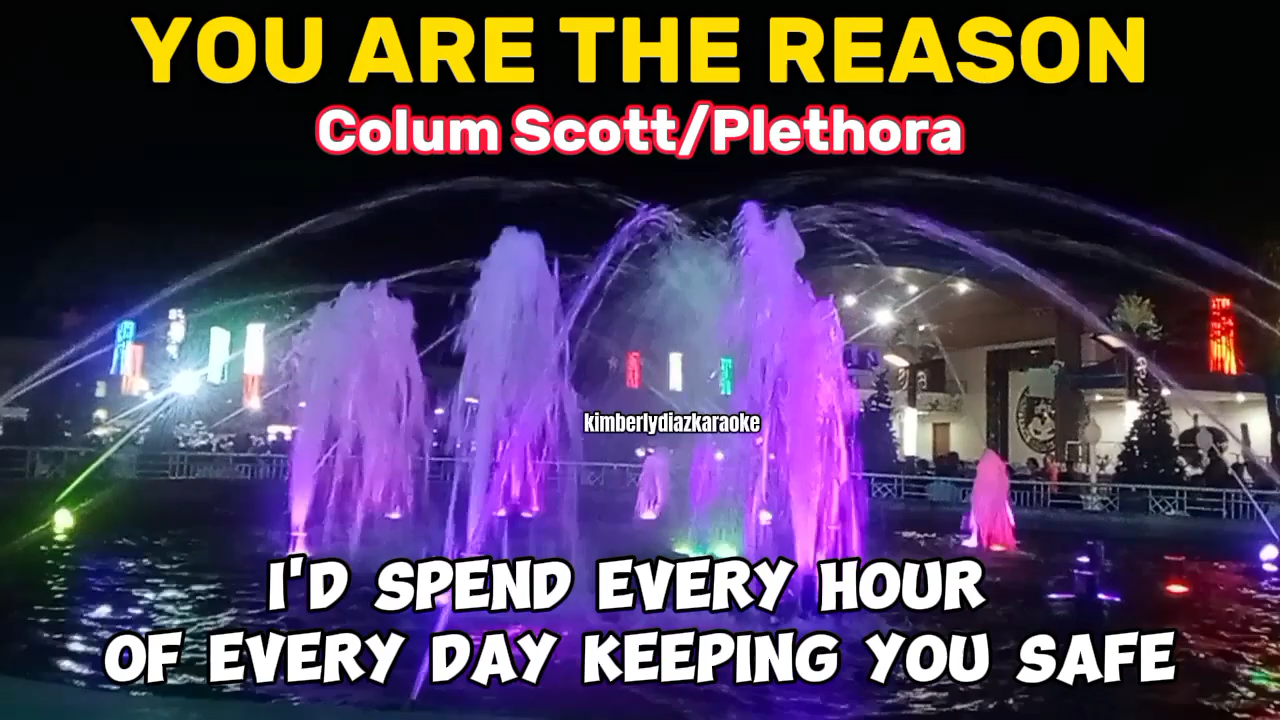 YOU ARE THE REASON
Colum Scott/Plethora
kimberlydiazkaraoke
I'D SPEND EVERY HOUR
OF EVERY DAY KEEPING YOU SAFE